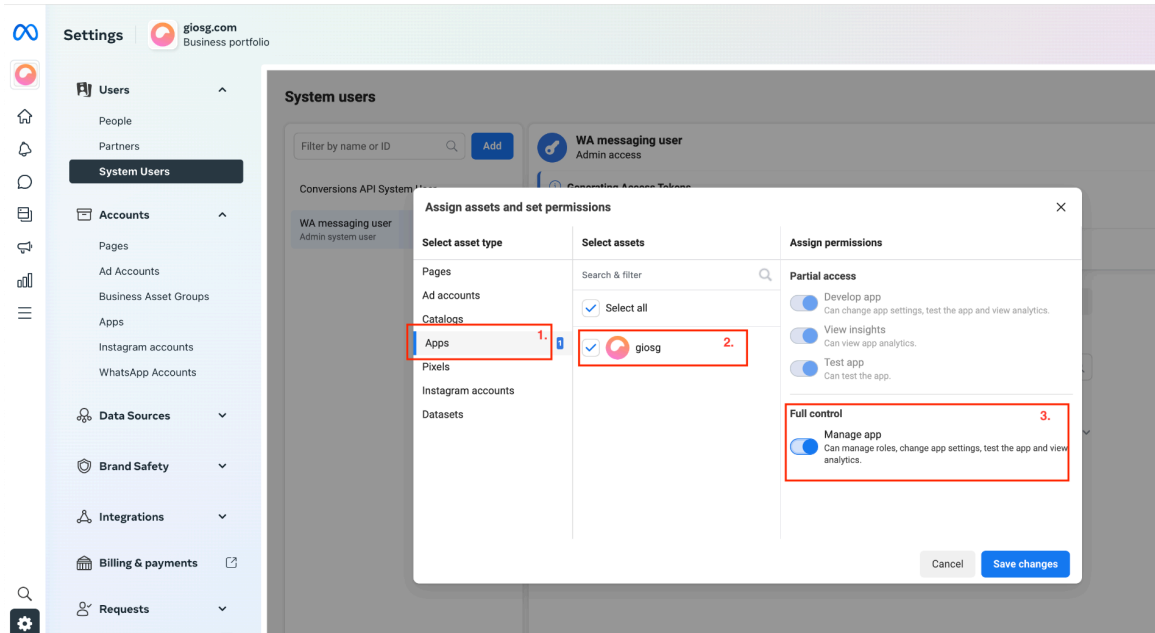 Settings
giosg.com
Business portfolio
Users
People
Partners
System Users
Accounts
Pages
Ad Accounts
Business Asset Groups
Apps
Instagram accounts
WhatsApp Accounts
Data Sources
Brand Safety
Integrations
Billing & payments
Requests
System users
Filter by name or ID
Add
Conversions API System User
WA messaging user
Admin system user
WA messaging user
Admin access
Generating Access Tokens
Assign assets and set permissions
Select asset type
Pages
Ad accounts
Catalogs
Apps
1.
1
Pixels
Instagram accounts
Datasets
Select assets
Search & filter
Select all
giosg
2.
Assign permissions
Partial access
Develop app
Can change app settings, test the app and view analytics.
View insights
Can view app analytics.
Test app
Can test the app.
Full control
3.
Manage app
Can manage roles, change app settings, test the app and view
analytics.
Cancel
Save changes